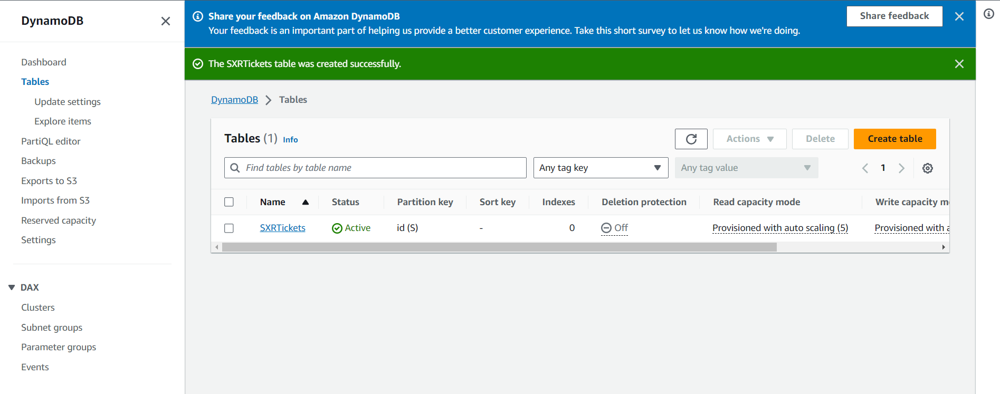 DynamoDB
Dashboard
Tables
Update settings
Explore items
PartiQL editor
Backups
Exports to S3
Imports from S3
Reserved capacity
Settings
DAX
Clusters
Subnet groups
Parameter groups
Events
Share your feedback on Amazon DynamoDB
Your feedback is an important part of helping us provide a better customer experience. Take this short survey to let us know how we're doing.
Share feedback
The SXRTickets table was created successfully.
DynamoDB > Tables
Tables (1) Info
Actions Delete Create table
Find tables by table name Any tag key Any tag value 1
Name Status Partition key Sort key Indexes Deletion protection Read capacity mode Write capacity m
SXRTickets Active id (S) - 0 Off Provisioned with auto scaling (5) Provisioned with a